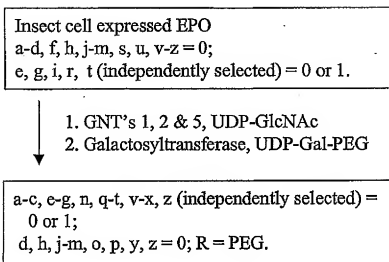 Insect cell expressed EPO
a-d, f, h, j-m, s, u, v-z = 0;
e, g, i, r, t (independently selected) = 0 or 1.
1. GNT's 1, 2 & 5, UDP-GlcNAc
2. Galactosyltransferase, UDP-Gal-PEG
a-c, e-g, n, q-t, v-x, z (independently selected) =
0 or 1;
d, h, j-m, o, p, y, z = 0; R = PEG.